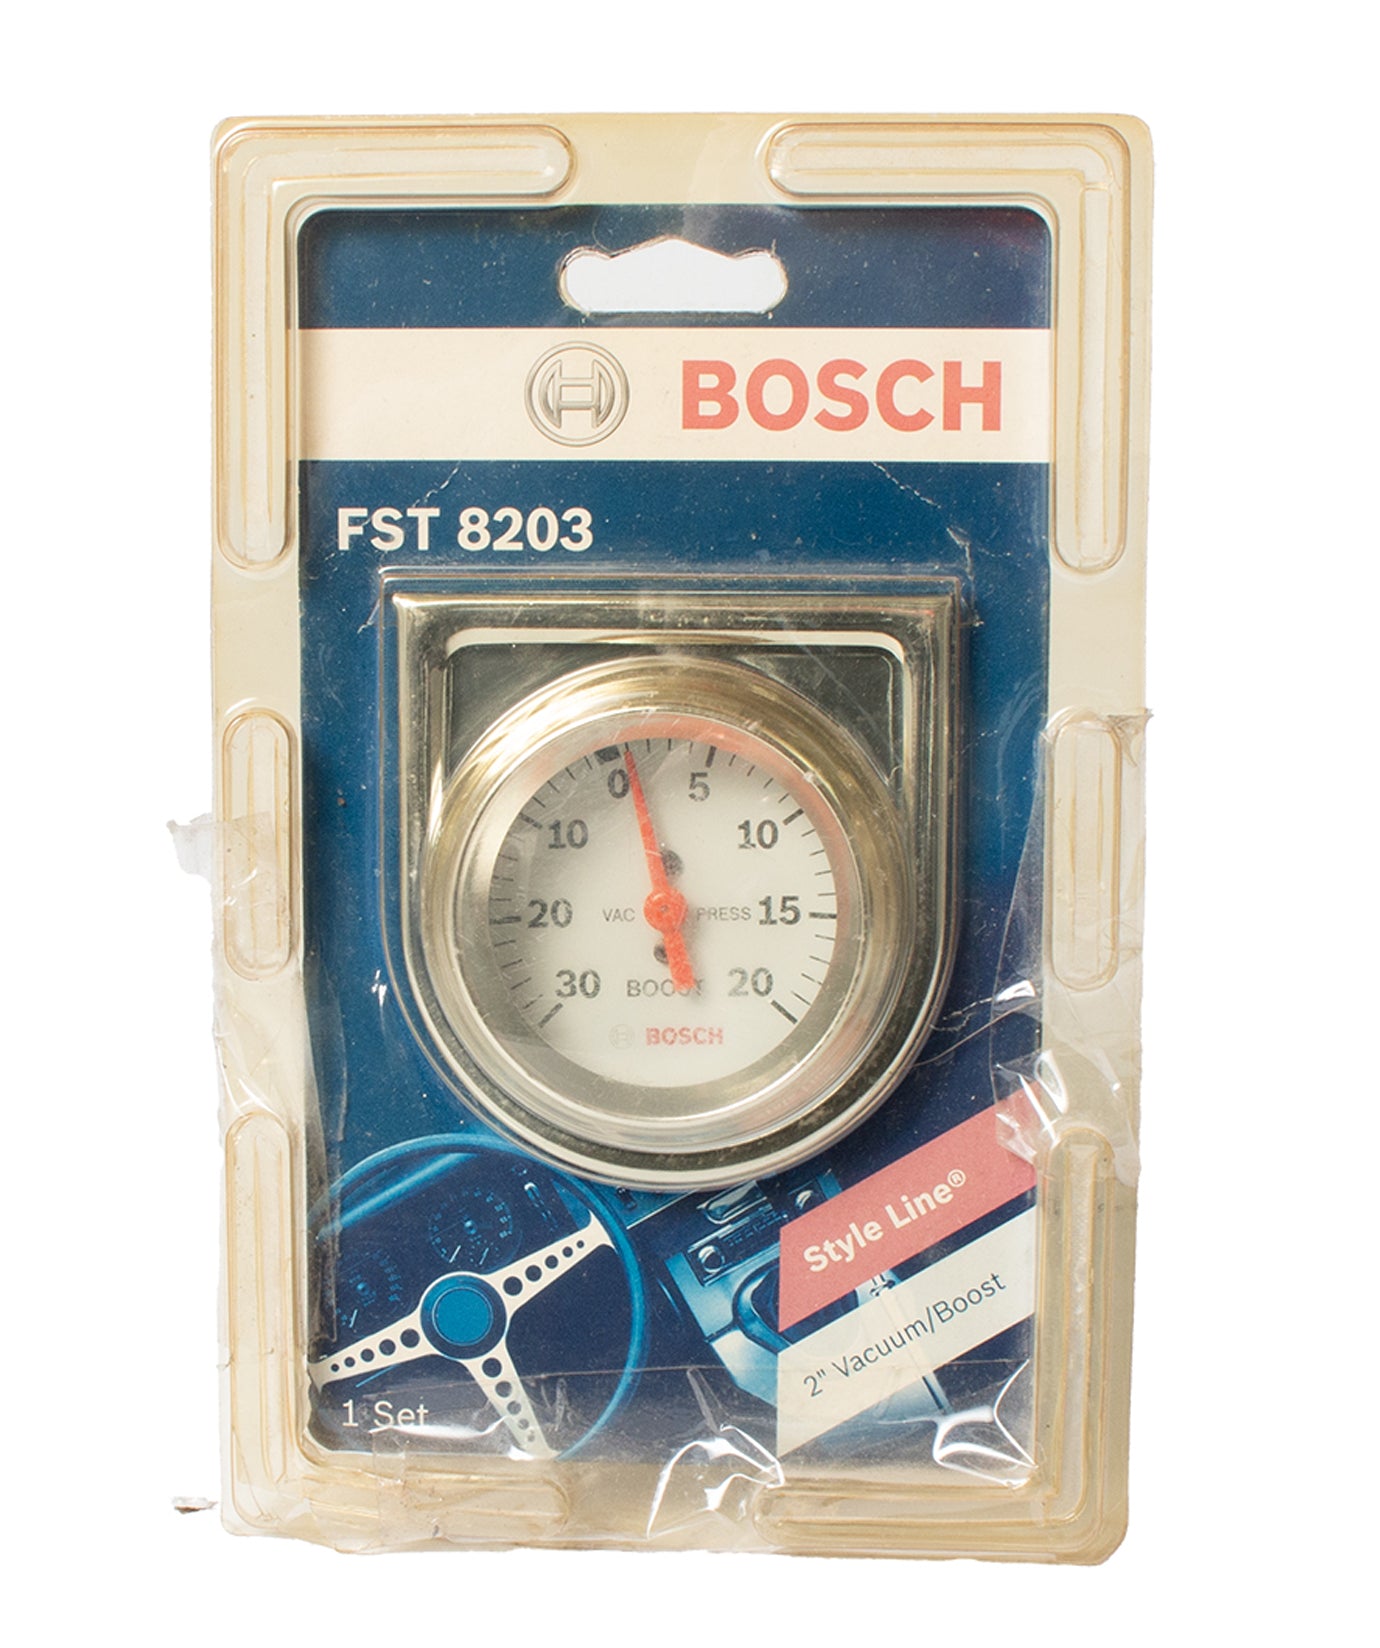 BOSCH
FST 8203
0 5
10 10
20 VAC PRESS 15
30 BOOST 20
BOSCH
Style Line®
2" Vacuum/Boost
1 Set